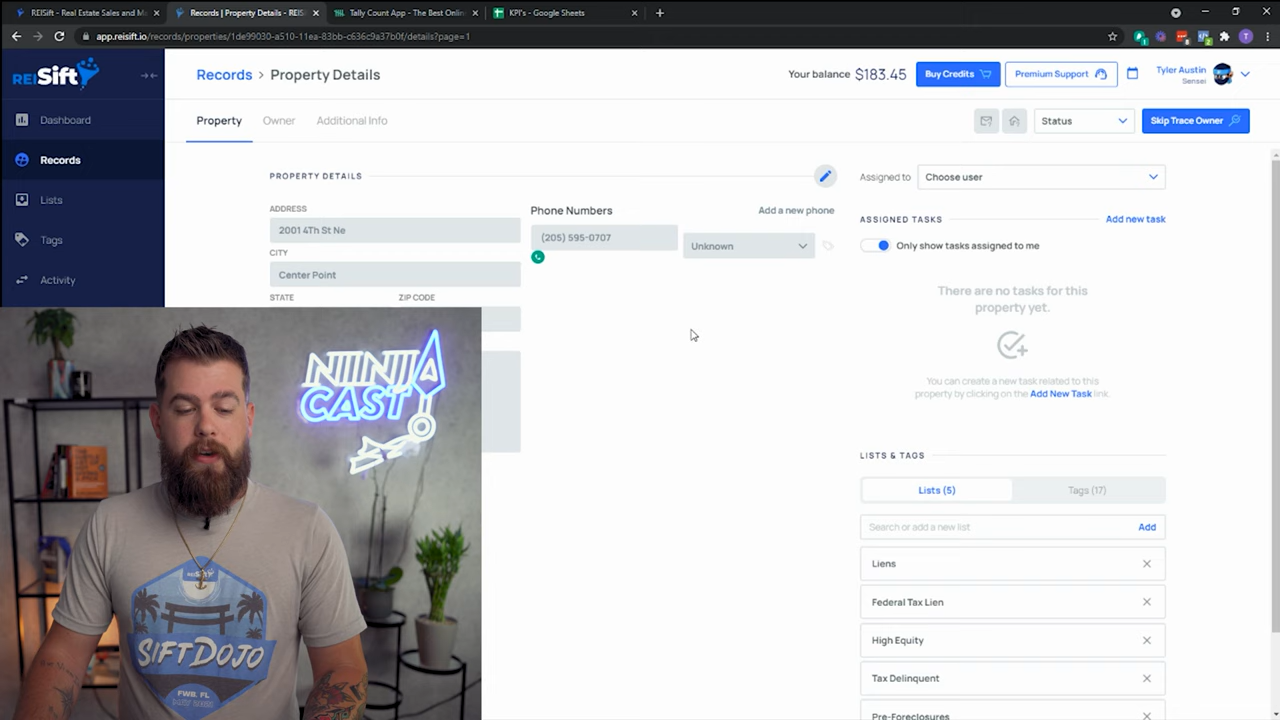 REISift - Real Estate Sales and M
Records | Property Details - REIS
Tally Count App - The Best Onlin
KPI's - Google Sheets
app.reisift.io/records/properties/1de99030-a510-11ea-83bb-c636c9a37b0f/details?page=1
REISift
Records > Property Details
Your balance $183.45
Buy Credits
Premium Support
Tyler Austin
Sensei
Dashboard
Records
Lists
Tags
Activity
Property
Owner
Additional Info
Status
Skip Trace Owner
PROPERTY DETAILS
ADDRESS
2001 4Th St Ne
CITY
Center Point
STATE
ZIP CODE
Phone Numbers
Add a new phone
(205) 595-0707
Unknown
Assigned to
Choose user
ASSIGNED TASKS
Add new task
Only show tasks assigned to me
There are no tasks for this
property yet.
You can create a new task related to this
property by clicking on the Add New Task link.
LISTS & TAGS
Lists (5)
Tags (17)
Search or add a new list
Add
Liens
Federal Tax Lien
High Equity
Tax Delinquent
Pre-Foreclosures
NINJA
CAST
SIFTDOJO
FWB. FL